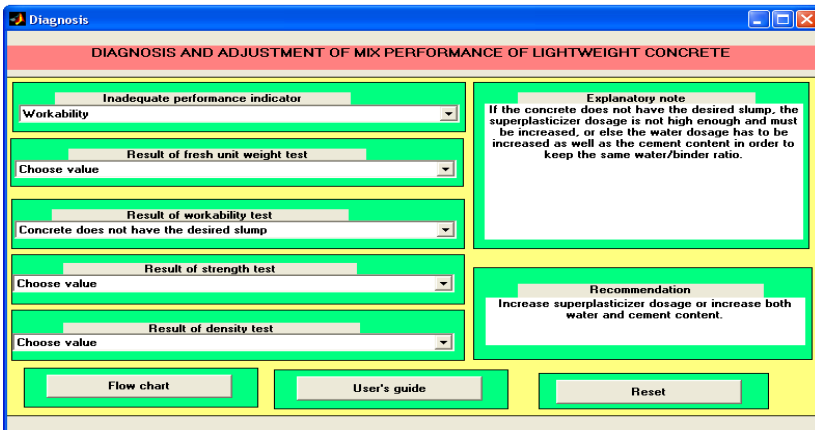 Diagnosis
DIAGNOSIS AND ADJUSTMENT OF MIX PERFORMANCE OF LIGHTWEIGHT CONCRETE
Inadequate performance indicator
Workability
Result of fresh unit weight test
Choose value
Result of workability test
Concrete does not have the desired slump
Result of strength test
Choose value
Result of density test
Choose value
Explanatory note
If the concrete does not have the desired slump, the
superplasticizer dosage is not high enough and must
be increased, or else the water dosage has to be
increased as well as the cement content in order to
keep the same water/binder ratio.
Recommendation
Increase superplasticizer dosage or increase both
water and cement content.
Flow chart
User's guide
Reset